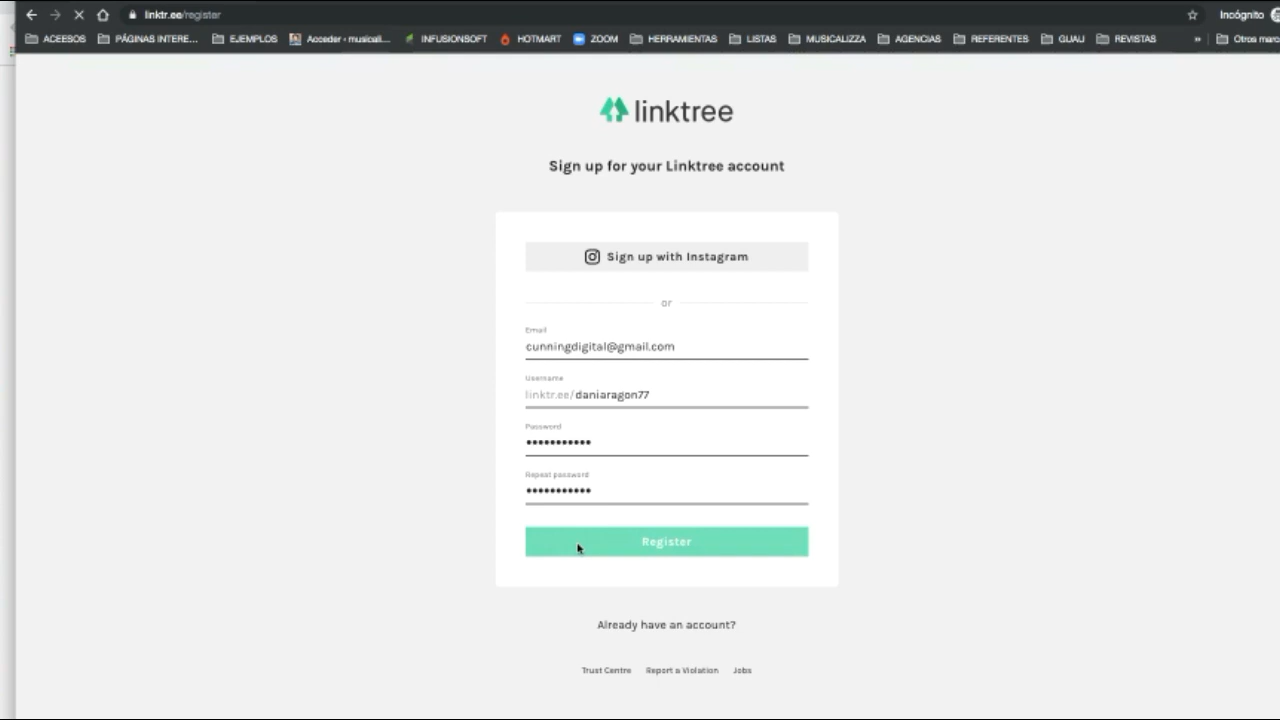 linktr.ee/register
Incógnito
ACEESOS PÁGINAS INTERE... EJEMPLOS Acceder ‹ musicali... INFUSIONSOFT HOTMART ZOOM HERRAMIENTAS LISTAS MUSICALIZZA AGENCIAS REFERENTES GUAU REVISTAS » Otros marc
linktree
Sign up for your Linktree account
Sign up with Instagram
or
Email
cunningdigital@gmail.com
Username
linktr.ee/daniaragon77
Password
•••••••••••
Repeat password
•••••••••••
Register
Already have an account?
Trust Centre Report a Violation Jobs